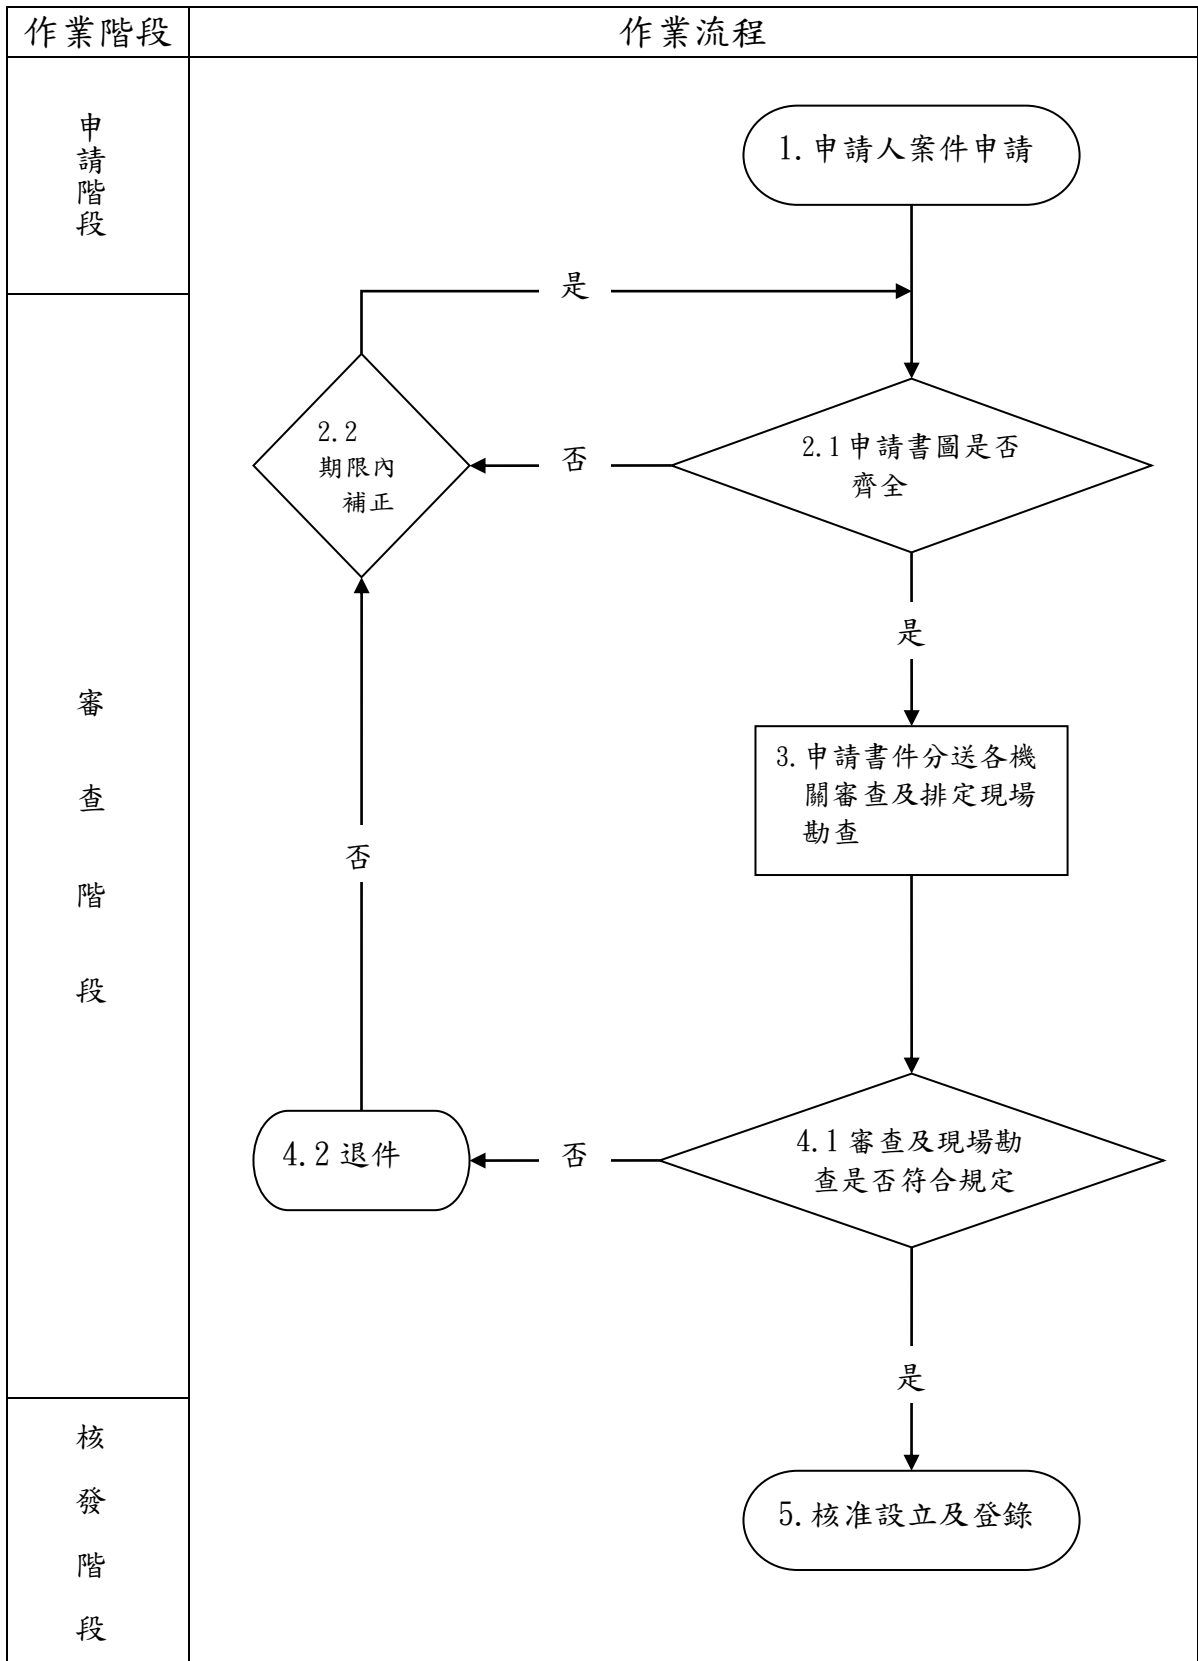 作業階段
作業流程
申請階段
1.申請人案件申請
是
2.2
期限內
補正
否
2.1申請書圖是否
齊全
是
審查階段
3.申請書件分送各機
關審查及排定現場
勘查
否
4.2退件
否
4.1審查及現場勘
查是否符合規定
是
核發階段
5.核准設立及登錄